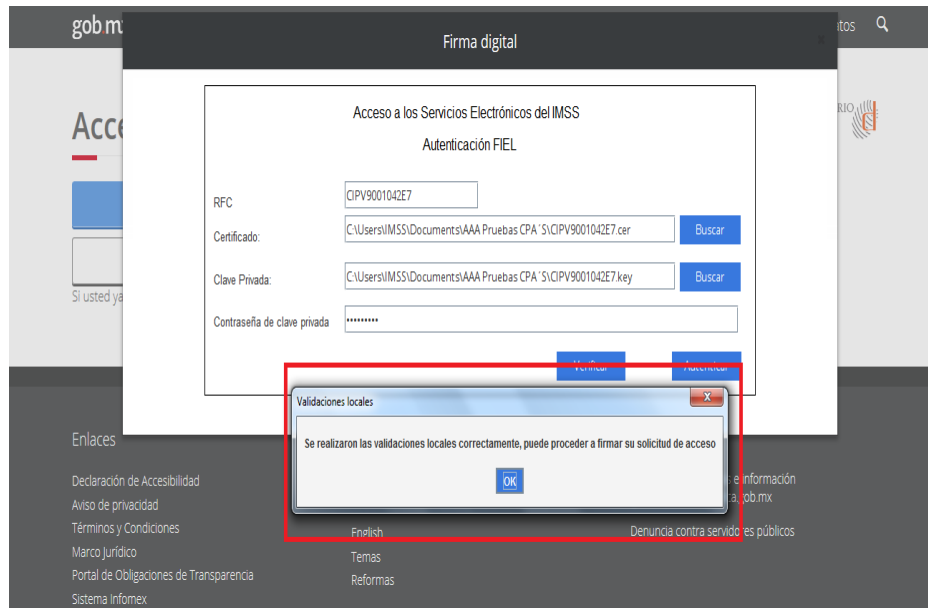 gob.m
Firma digital
tos
Acce
RIO
Acceso a los Servicios Electrónicos del IMSS
Autenticación FIEL
RFC
CIPV9001042E7
Certificado:
C:\Users\IMSS\Documents\AAA Pruebas CPA`S\CIPV9001042E7.cer
Buscar
Clave Privada:
C:\Users\IMSS\Documents\AAA Pruebas CPA`S\CIPV9001042E7.key
Buscar
Si usted ya
Contraseña de clave privada
•••••••••
Verificar
Autenticar
Validaciones locales
X
Se realizaron las validaciones locales correctamente, puede proceder a firmar su solicitud de acceso
OK
Enlaces
Declaración de Accesibilidad
Aviso de privacidad
Términos y Condiciones
Marco Jurídico
Portal de Obligaciones de Transparencia
Sistema Infomex
English
Temas
Reformas
s e información
ca.gob.mx
Denuncia contra servidores públicos